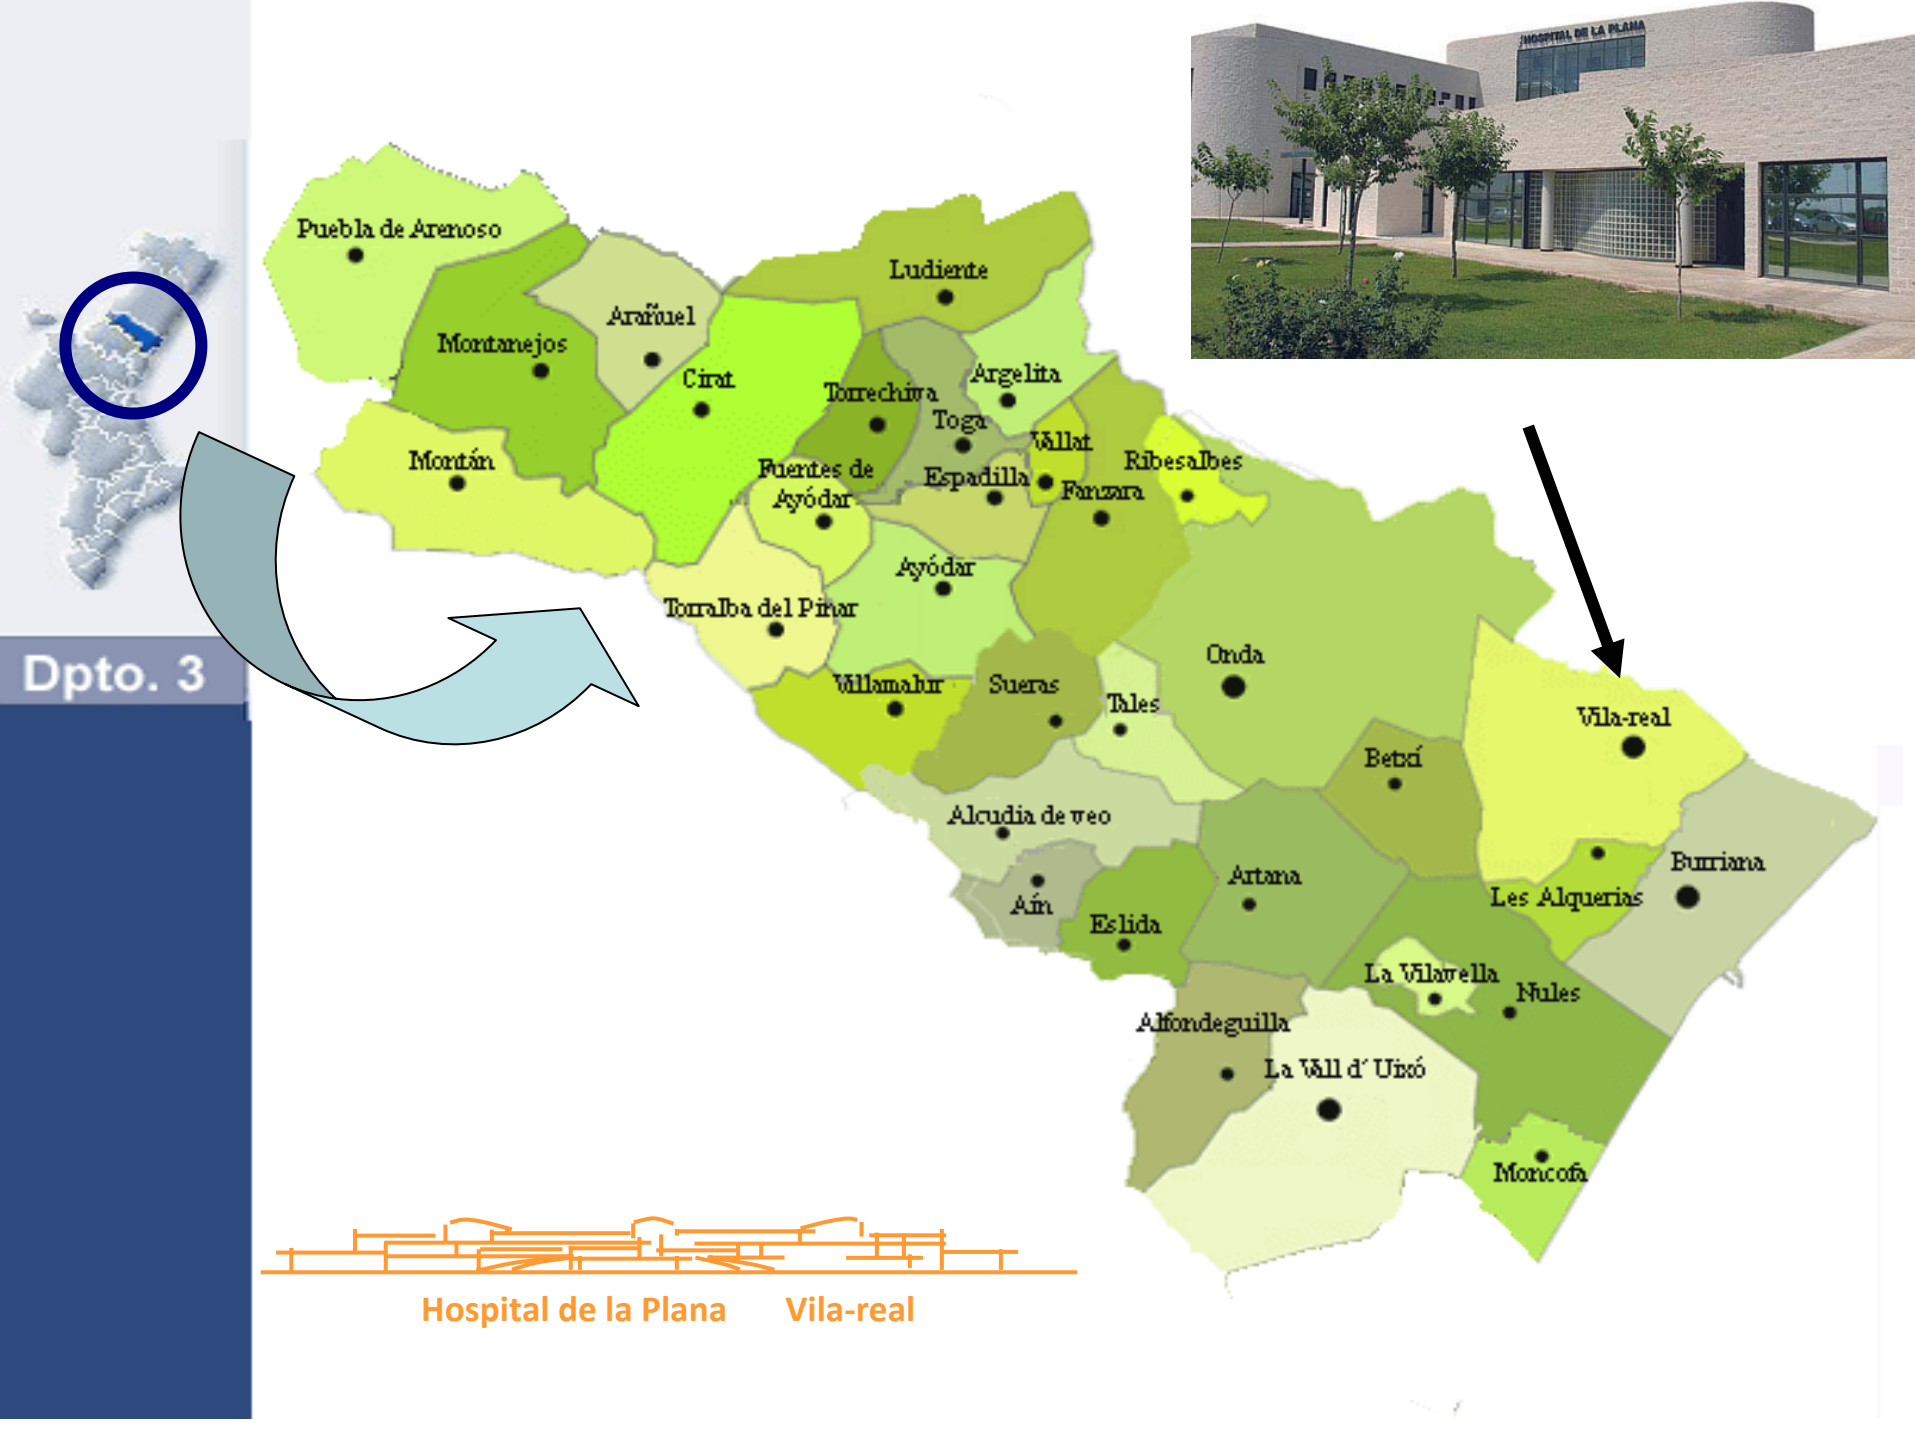 HOSPITAL DE LA PLANA
Puebla de Arenoso
Ludiente
Arañuel
Montanejos
Cirat
Argelita
Torrechiva
Toga
Vallat
Montán
Fuentes de
Ayódar
Espadilla
Ribesalbes
Fanzara
Ayódar
Torralba del Pinar
Onda
Dpto. 3
Villamalur
Sueras
Tales
Vila-real
Betxí
Alcudia de veo
Burriana
Artana
Les Alquerias
Aín
Eslida
La Vilavella
Nules
Alfondeguilla
La Vall d´ Uixó
Moncofa
Hospital de la Plana Vila-real